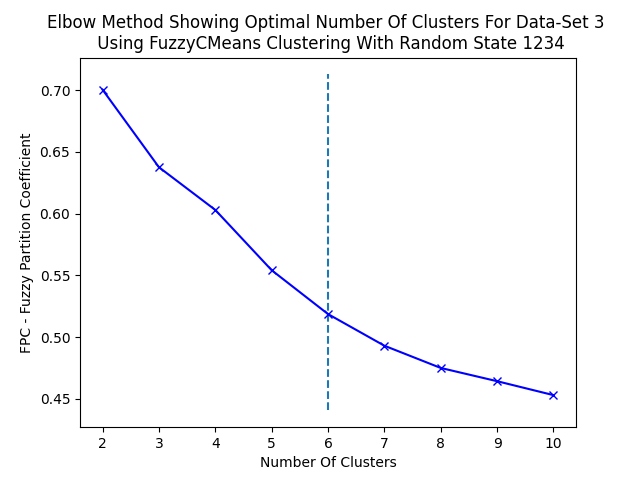 Elbow Method Showing Optimal Number Of Clusters For Data-Set 3
Using FuzzyCMeans Clustering With Random State 1234
0.70
0.65
0.60
0.55
0.50
0.45
FPC - Fuzzy Partition Coefficient
2 3 4 5 6 7 8 9 10
Number Of Clusters